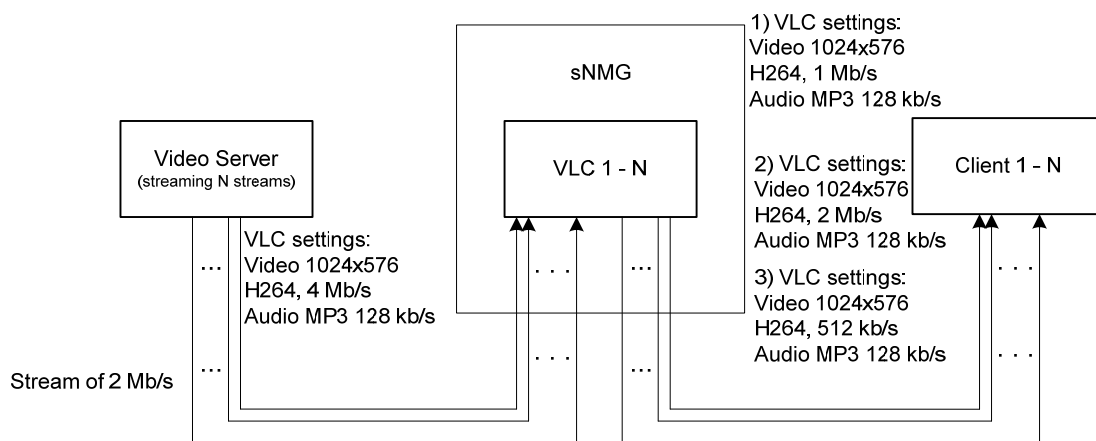 1) VLC settings:
Video 1024x576
H264, 1 Mb/s
Audio MP3 128 kb/s
sNMG
Video Server
(streaming N streams)
VLC 1 - N
2) VLC settings:
Video 1024x576
H264, 2 Mb/s
Audio MP3 128 kb/s
Client 1 - N
VLC settings:
Video 1024x576
H264, 4 Mb/s
Audio MP3 128 kb/s
...
. . .
...
3) VLC settings:
Video 1024x576
H264, 512 kb/s
Audio MP3 128 kb/s
. . .
Stream of 2 Mb/s
...
. . .
...
. . .